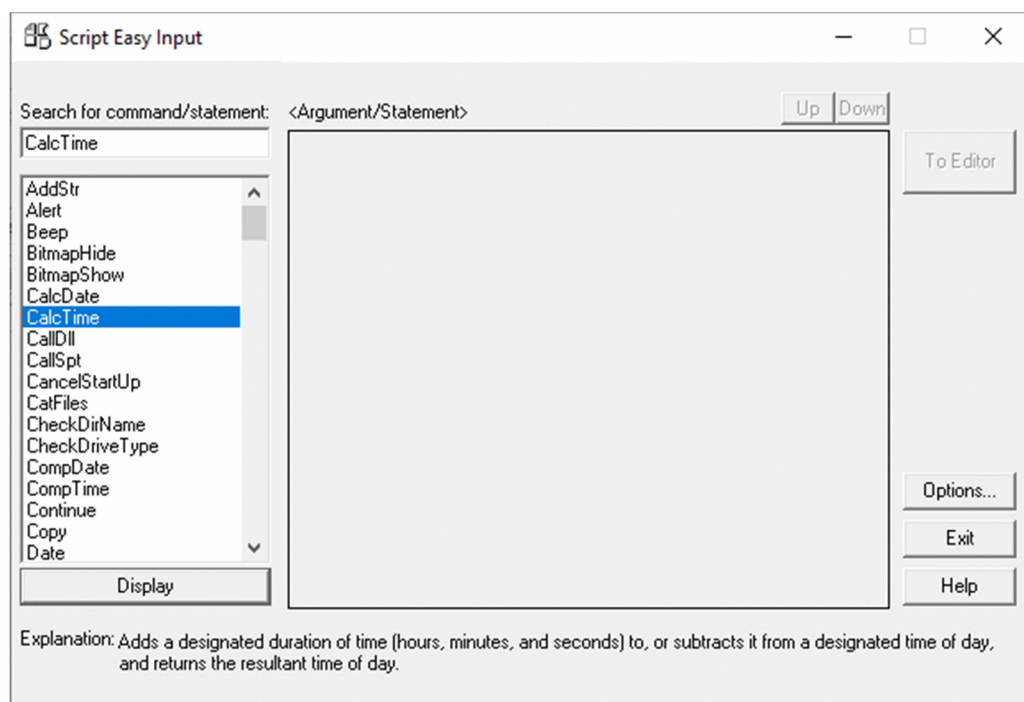 Script Easy Input
Search for command/statement:
CalcTime
AddStr
Alert
Beep
BitmapHide
BitmapShow
CalcDate
CalcTime
CallDll
CallSpt
CancelStartUp
CatFiles
CheckDirName
CheckDriveType
CompDate
CompTime
Continue
Copy
Date
Display
<Argument/Statement>
Up
Down
To Editor
Options...
Exit
Help
Explanation: Adds a designated duration of time (hours, minutes, and seconds) to, or subtracts it from a designated time of day,
and returns the resultant time of day.